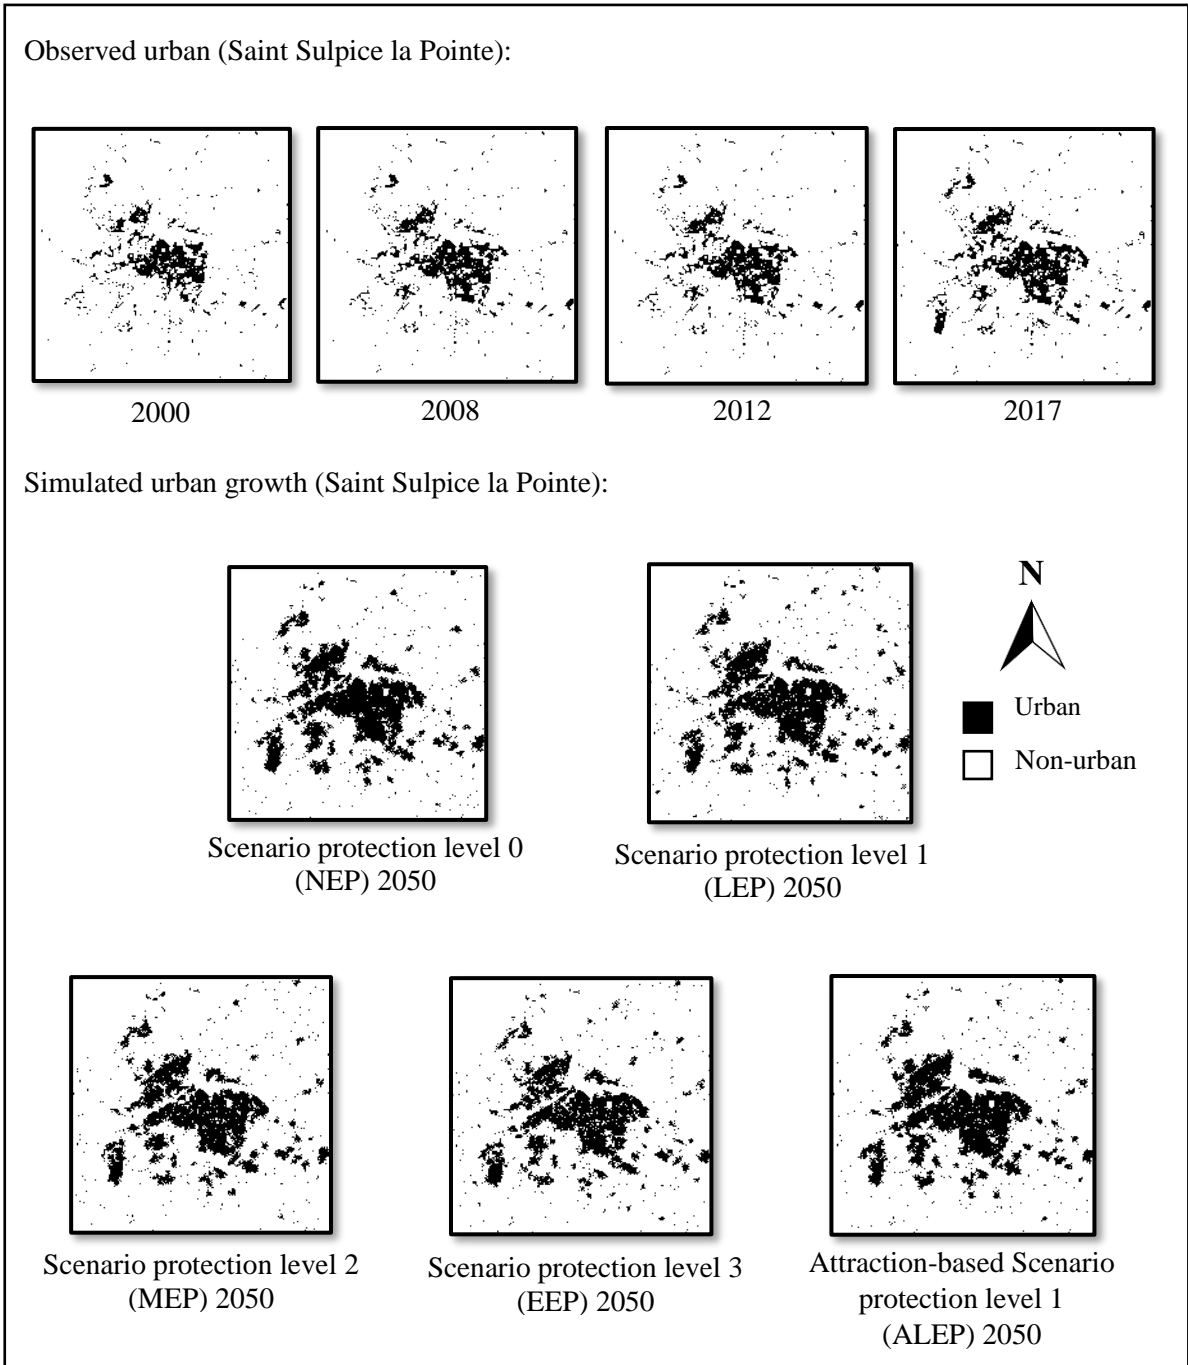 Observed urban (Saint Sulpice la Pointe):
2000
2008
2012
2017
Simulated urban growth (Saint Sulpice la Pointe):
N
Urban
Non-urban
Scenario protection level 0
(NEP) 2050
Scenario protection level 1
(LEP) 2050
Scenario protection level 2
(MEP) 2050
Scenario protection level 3
(EEP) 2050
Attraction-based Scenario
protection level 1
(ALEP) 2050